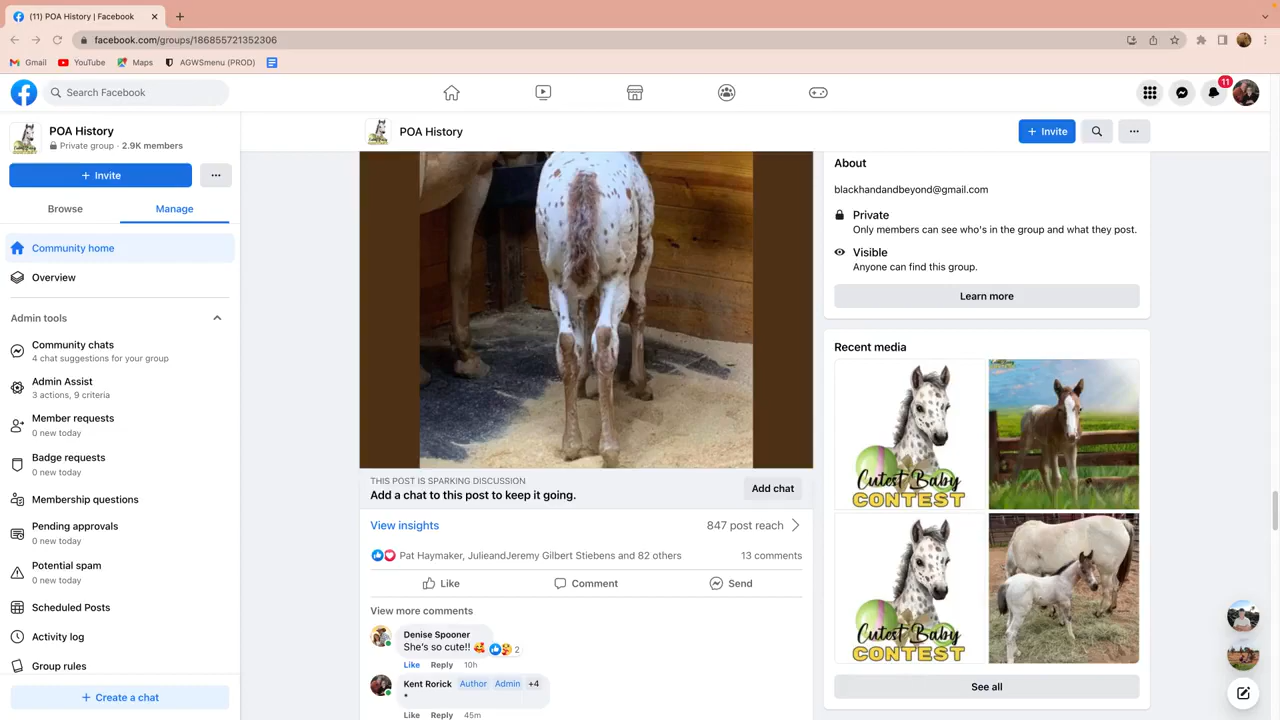 (11) POA History | Facebook
facebook.com/groups/186855721352306
Gmail
YouTube
Maps
AGWSmenu (PROD)
Search Facebook
11
POA History
Private group · 2.9K members
+ Invite
Browse
Manage
Community home
Overview
Admin tools
Community chats
4 chat suggestions for your group
Admin Assist
3 actions, 9 criteria
Member requests
0 new today
Badge requests
0 new today
Membership questions
Pending approvals
0 new today
Potential spam
0 new today
Scheduled Posts
Activity log
Group rules
+ Create a chat
POA History
+ Invite
THIS POST IS SPARKING DISCUSSION
Add a chat to this post to keep it going.
Add chat
View insights
847 post reach
Pat Haymaker, JulieandJeremy Gilbert Stiebens and 82 others
13 comments
Like
Comment
Send
View more comments
Denise Spooner
She's so cute!! 🥰
2
Like Reply 10h
Kent Rorick Author Admin +4
*
Like Reply 45m
About
blackhandandbeyond@gmail.com
Private
Only members can see who's in the group and what they post.
Visible
Anyone can find this group.
Learn more
Recent media
Cutest Baby
CONTEST
Cutest Baby
CONTEST
See all